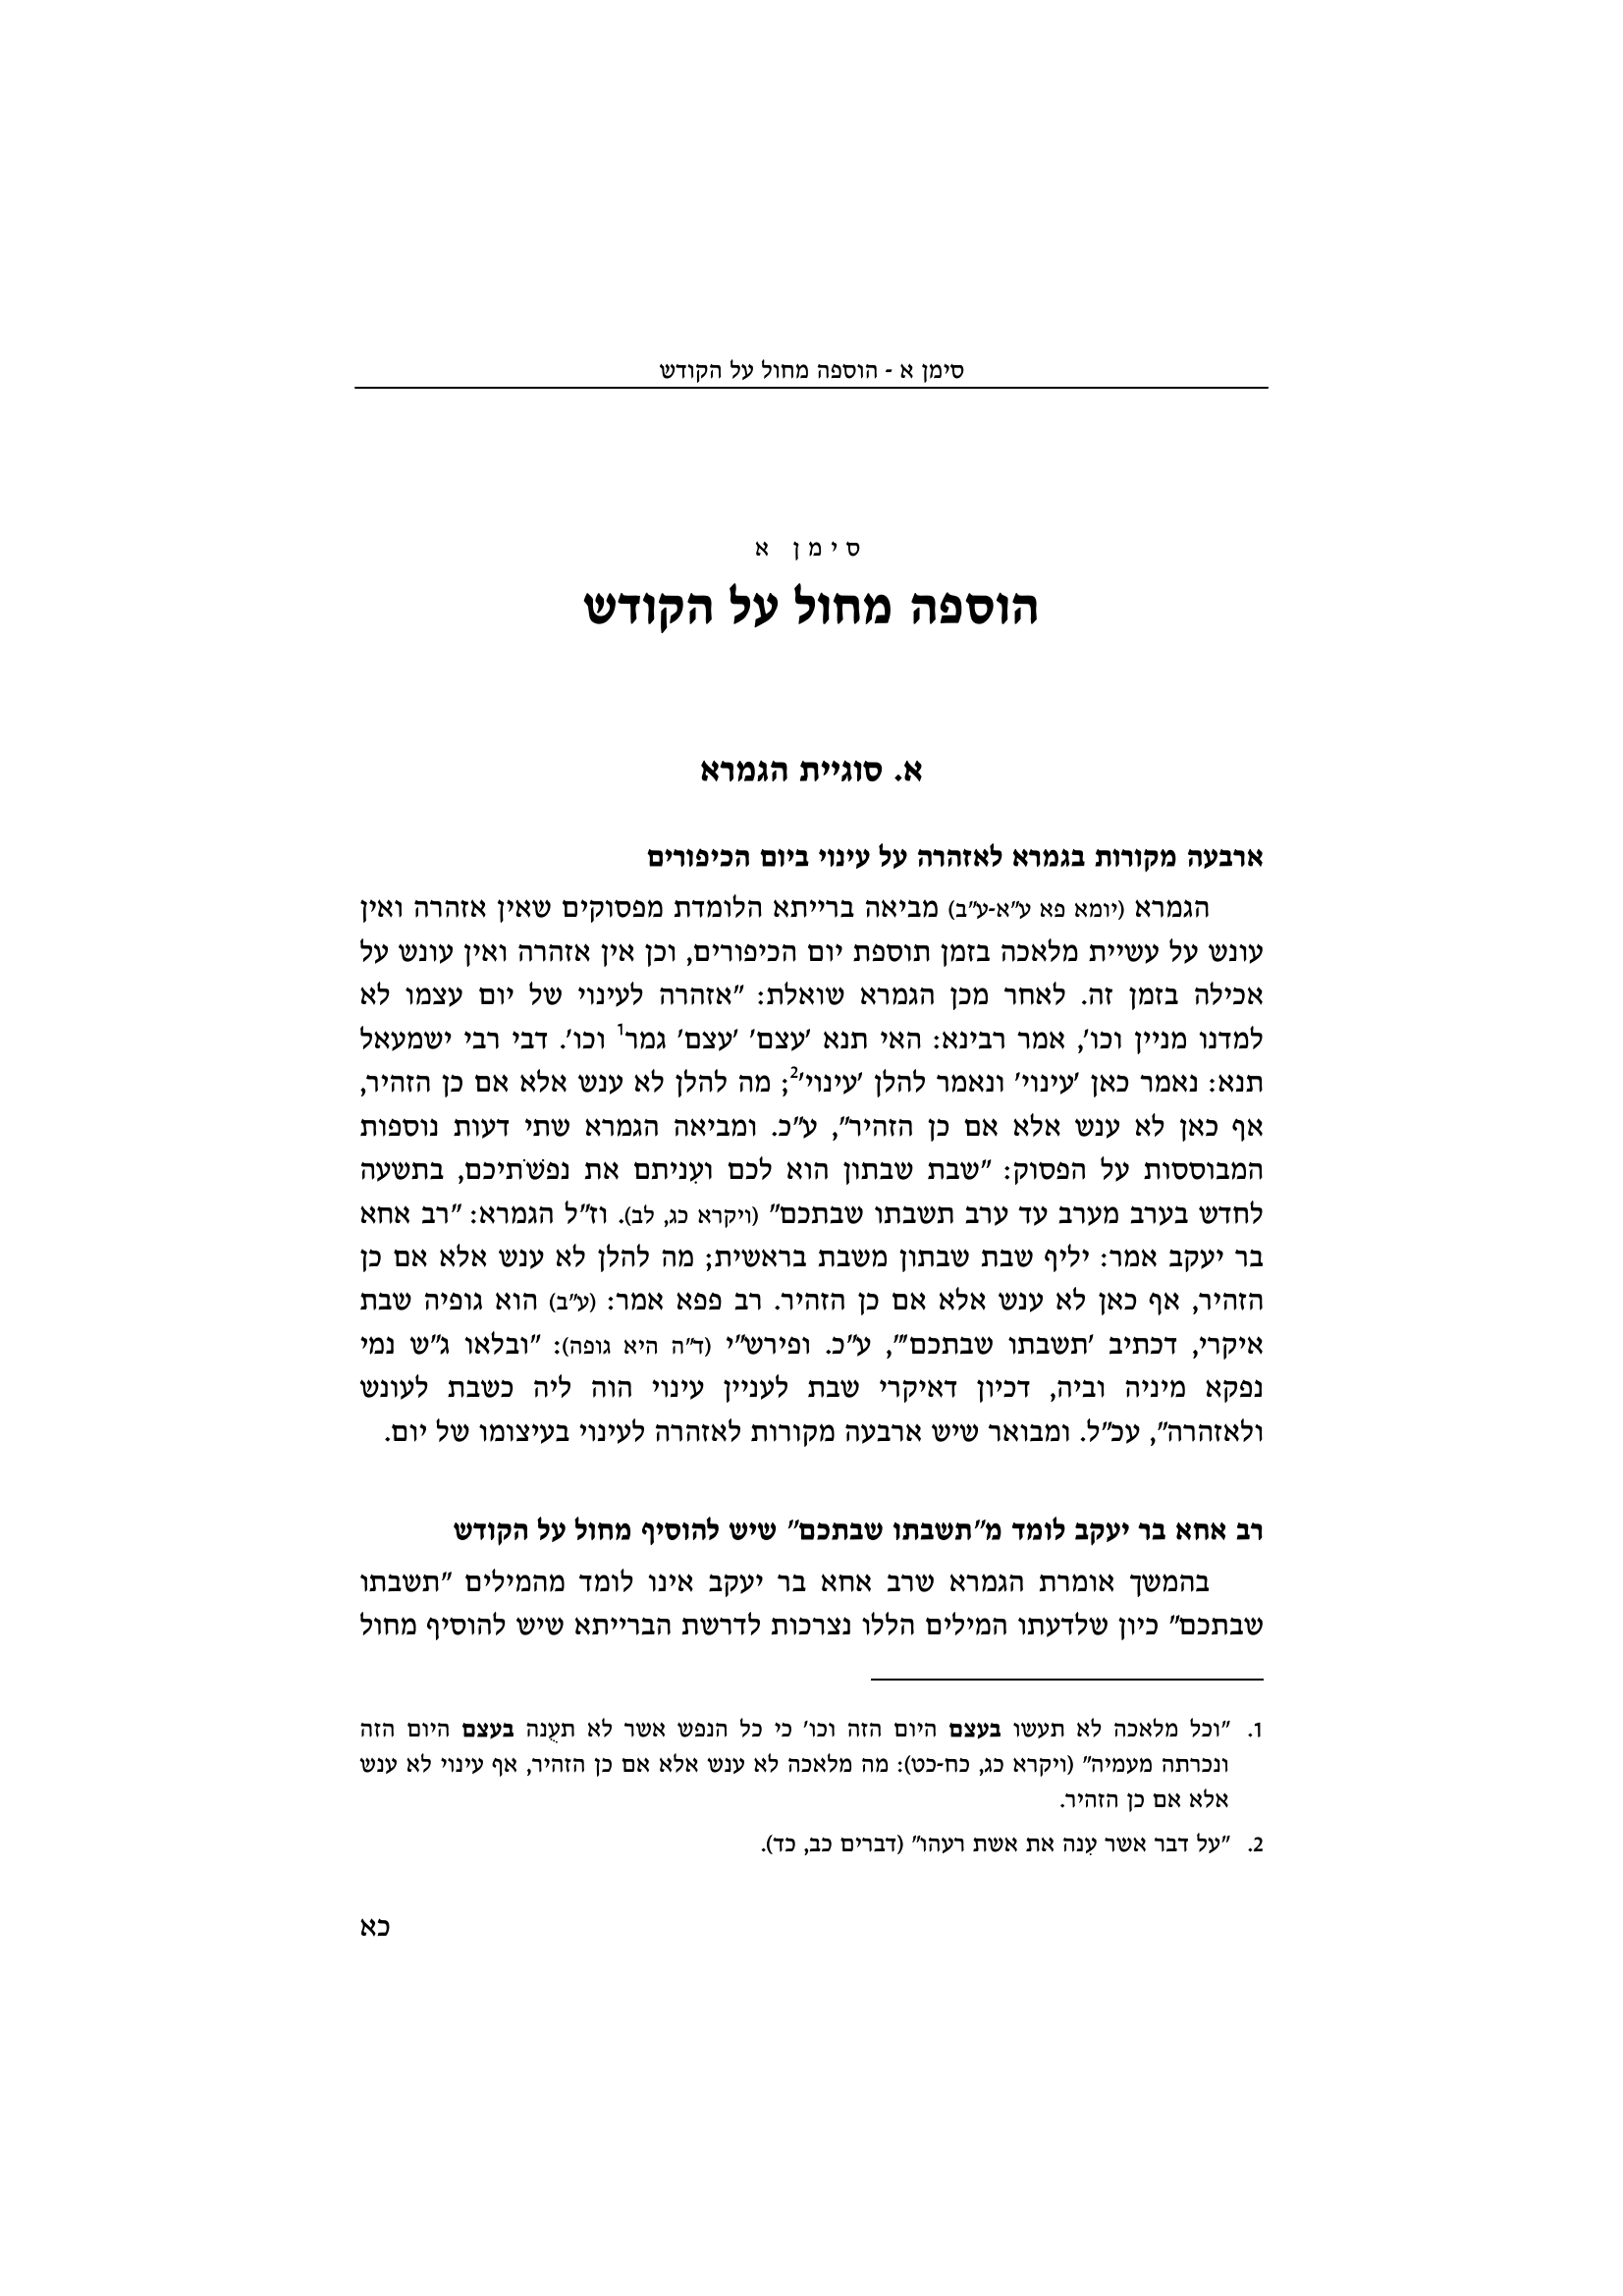 סימן א - הוספה מחול על הקודש
סימן א
הוספה מחול על הקודש
א. סוגיית הגמרא
ארבעה מקורות בגמרא לאזהרה על עינוי ביום הכיפורים
הגמרא (יומא פא ע"א-ע"ב) מביאה ברייתא הלומדת מפסוקים שאין אזהרה ואין
עונש על עשיית מלאכה בזמן תוספת יום הכיפורים, וכן אין אזהרה ואין עונש על
אכילה בזמן זה. לאחר מכן הגמרא שואלת: "אזהרה לעינוי של יום עצמו לא
למדנו מניין וכו', אמר רבינא: האי תנא 'עצם' 'עצם' גמר1 וכו'. דבי רבי ישמעאל
תנא: נאמר כאן 'עינוי' ונאמר להלן 'עינוי'2; מה להלן לא ענש אלא אם כן הזהיר,
אף כאן לא ענש אלא אם כן הזהיר", ע"כ. ומביאה הגמרא שתי דעות נוספות
המבוססות על הפסוק: "שבת שבתון הוא לכם ועִניתם את נפשֹתיכם, בתשעה
לחדש בערב מערב עד ערב תשבתו שבתכם" (ויקרא כג, לב). וז"ל הגמרא: "רב אחא
בר יעקב אמר: יליף שבת שבתון משבת בראשית; מה להלן לא ענש אלא אם כן
הזהיר, אף כאן לא ענש אלא אם כן הזהיר. רב פפא אמר: (ע"ב) הוא גופיה שבת
איקרי, דכתיב 'תשבתו שבתכם'", ע"כ. ופירש"י (ד"ה היא גופה): "ובלאו ג"ש נמי
נפקא מיניה וביה, דכיון דאיקרי שבת לעניין עינוי הוה ליה כשבת לעונש
ולאזהרה", עכ"ל. ומבואר שיש ארבעה מקורות לאזהרה לעינוי בעיצומו של יום.
רב אחא בר יעקב לומד מ"תשבתו שבתכם" שיש להוסיף מחול על הקודש
בהמשך אומרת הגמרא שרב אחא בר יעקב אינו לומד מהמילים "תשבתו
שבתכם" כיון שלדעתו המילים הללו נצרכות לדרשת הברייתא שיש להוסיף מחול
1. "וכל מלאכה לא תעשו בעצם היום הזה וכו' כי כל הנפש אשר לא תעֻנה בעצם היום הזה
ונכרתה מעמיה" (ויקרא כג, כח-כט): מה מלאכה לא ענש אלא אם כן הזהיר, אף עינוי לא ענש
אלא אם כן הזהיר.
2. "על דבר אשר עִנה את אשת רעהו" (דברים כב, כד).
כא